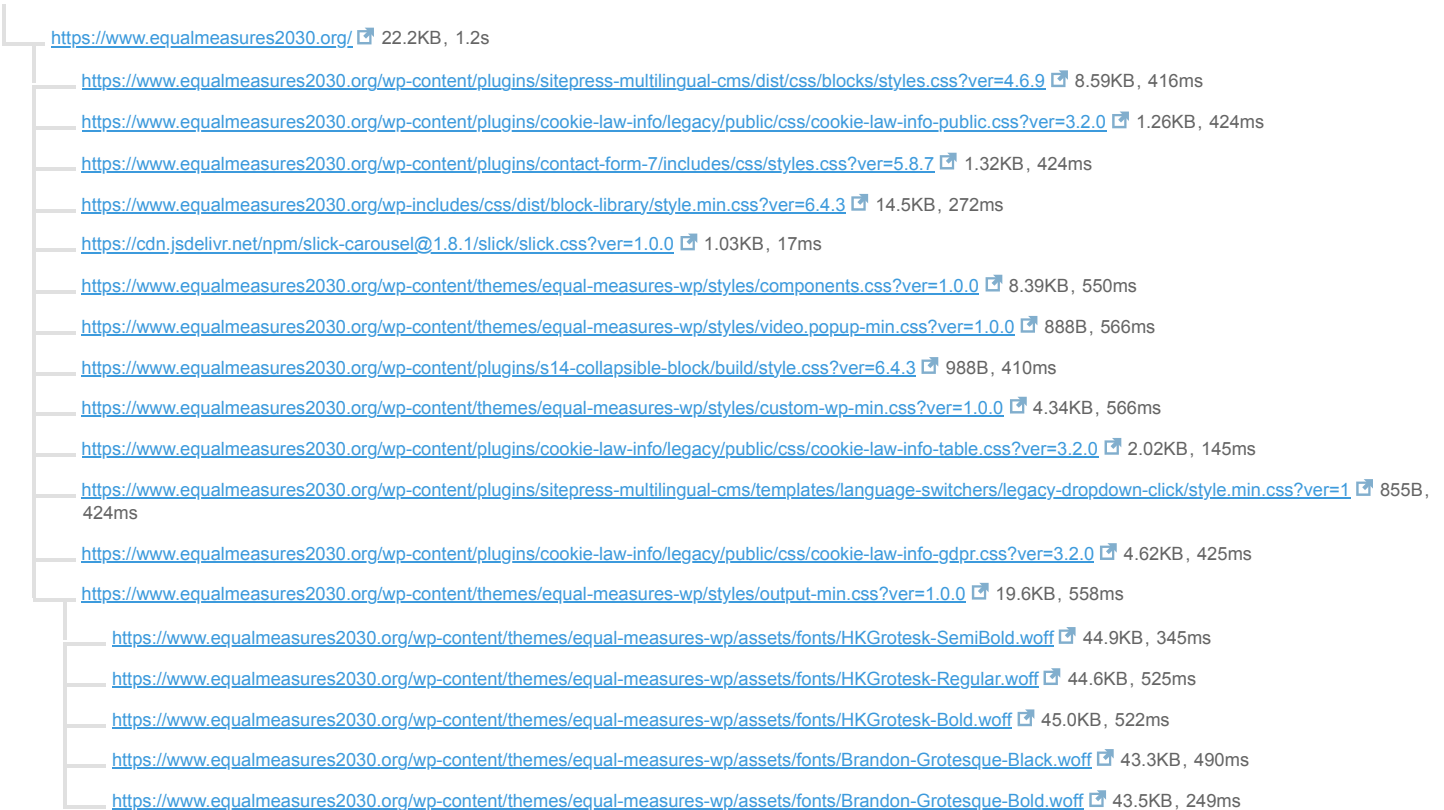 https://www.equalmeasures2030.org/ 22.2KB, 1.2s
https://www.equalmeasures2030.org/wp-content/plugins/sitepress-multilingual-cms/dist/css/blocks/styles.css?ver=4.6.9 8.59KB, 416ms
https://www.equalmeasures2030.org/wp-content/plugins/cookie-law-info/legacy/public/css/cookie-law-info-public.css?ver=3.2.0 1.26KB, 424ms
https://www.equalmeasures2030.org/wp-content/plugins/contact-form-7/includes/css/styles.css?ver=5.8.7 1.32KB, 424ms
https://www.equalmeasures2030.org/wp-includes/css/dist/block-library/style.min.css?ver=6.4.3 14.5KB, 272ms
https://cdn.jsdelivr.net/npm/slick-carousel@1.8.1/slick/slick.css?ver=1.0.0 1.03KB, 17ms
https://www.equalmeasures2030.org/wp-content/themes/equal-measures-wp/styles/components.css?ver=1.0.0 8.39KB, 550ms
https://www.equalmeasures2030.org/wp-content/themes/equal-measures-wp/styles/video.popup-min.css?ver=1.0.0 888B, 566ms
https://www.equalmeasures2030.org/wp-content/plugins/s14-collapsible-block/build/style.css?ver=6.4.3 988B, 410ms
https://www.equalmeasures2030.org/wp-content/themes/equal-measures-wp/styles/custom-wp-min.css?ver=1.0.0 4.34KB, 566ms
https://www.equalmeasures2030.org/wp-content/plugins/cookie-law-info/legacy/public/css/cookie-law-info-table.css?ver=3.2.0 2.02KB, 145ms
https://www.equalmeasures2030.org/wp-content/plugins/sitepress-multilingual-cms/templates/language-switchers/legacy-dropdown-click/style.min.css?ver=1 855B,
424ms
https://www.equalmeasures2030.org/wp-content/plugins/cookie-law-info/legacy/public/css/cookie-law-info-gdpr.css?ver=3.2.0 4.62KB, 425ms
https://www.equalmeasures2030.org/wp-content/themes/equal-measures-wp/styles/output-min.css?ver=1.0.0 19.6KB, 558ms
https://www.equalmeasures2030.org/wp-content/themes/equal-measures-wp/assets/fonts/HKGrotesk-SemiBold.woff 44.9KB, 345ms
https://www.equalmeasures2030.org/wp-content/themes/equal-measures-wp/assets/fonts/HKGrotesk-Regular.woff 44.6KB, 525ms
https://www.equalmeasures2030.org/wp-content/themes/equal-measures-wp/assets/fonts/HKGrotesk-Bold.woff 45.0KB, 522ms
https://www.equalmeasures2030.org/wp-content/themes/equal-measures-wp/assets/fonts/Brandon-Grotesque-Black.woff 43.3KB, 490ms
https://www.equalmeasures2030.org/wp-content/themes/equal-measures-wp/assets/fonts/Brandon-Grotesque-Bold.woff 43.5KB, 249ms